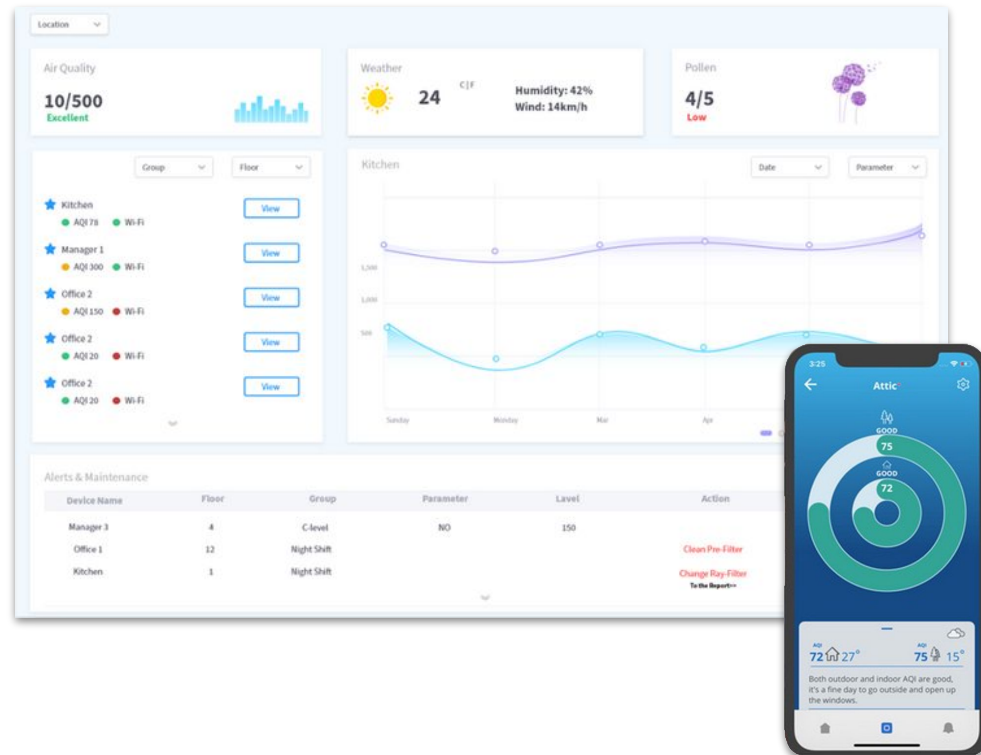 Location
Air Quality
10/500
Excellent
Weather
24
C|F
Humidity: 42%
Wind: 14km/h
Pollen
4/5
Low
Group
Floor
Kitchen
AQI 78 Wi-Fi
View
Manager 1
AQI 300 Wi-Fi
View
Office 2
AQI 150 Wi-Fi
View
Office 2
AQI 20 Wi-Fi
View
Office 2
AQI 20 Wi-Fi
View
Kitchen
Date
Parameter
1,500
1,000
500
Sunday Monday Mar Apr
Alerts & Maintenance
Device Name Floor Group Parameter Lavel Action
Manager 3 4 C-level NO 150
Office 1 12 Night Shift Clean Pre-Filter
Kitchen 1 Night Shift Change Ray-Filter
To the Report>>
3:25
Attic
GOOD
75
GOOD
72
AQI AQI
72 27° 75 15°
Both outdoor and indoor AQI are good,
it's a fine day to go outside and open up
the windows.